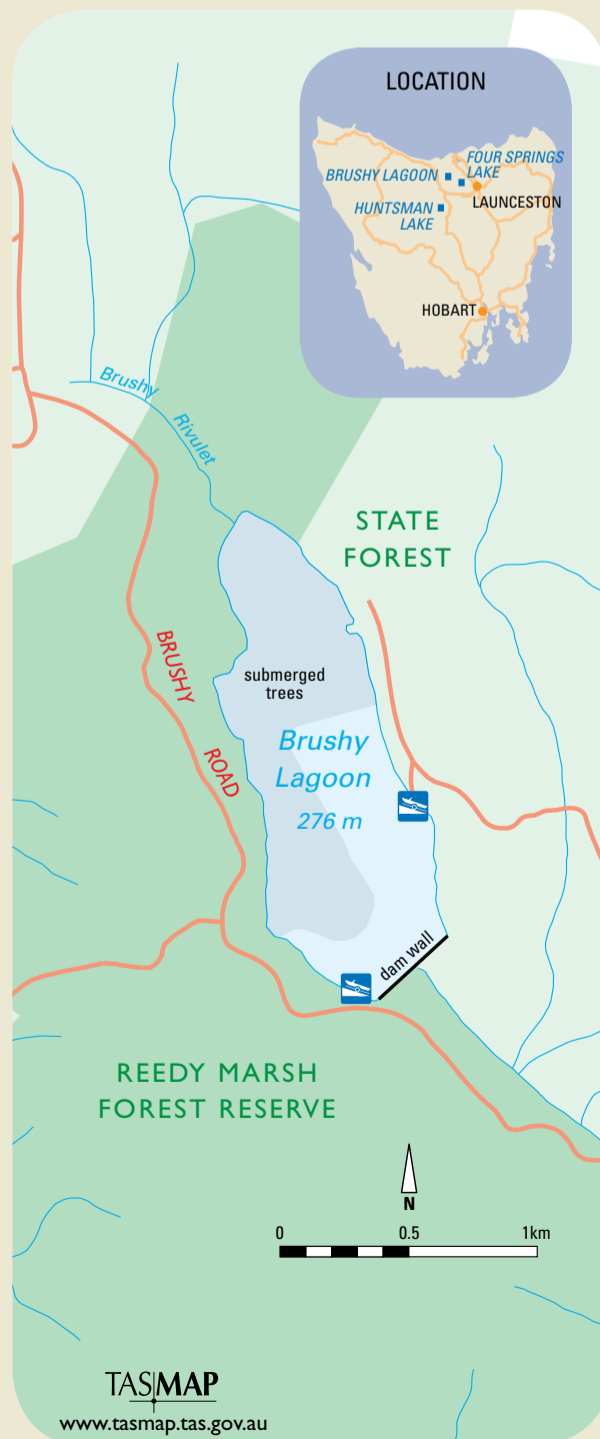 LOCATION
BRUSHY LAGOON
FOUR SPRINGS
LAKE
LAUNCESTON
HUNTSMAN
LAKE
HOBART
Brushy
Rivulet
STATE
FOREST
BRUSHY
ROAD
submerged
trees
Brushy
Lagoon
276 m
dam wall
REEDY MARSH
FOREST RESERVE
N
0 0.5 1km
TASMAP
www.tasmap.tas.gov.au